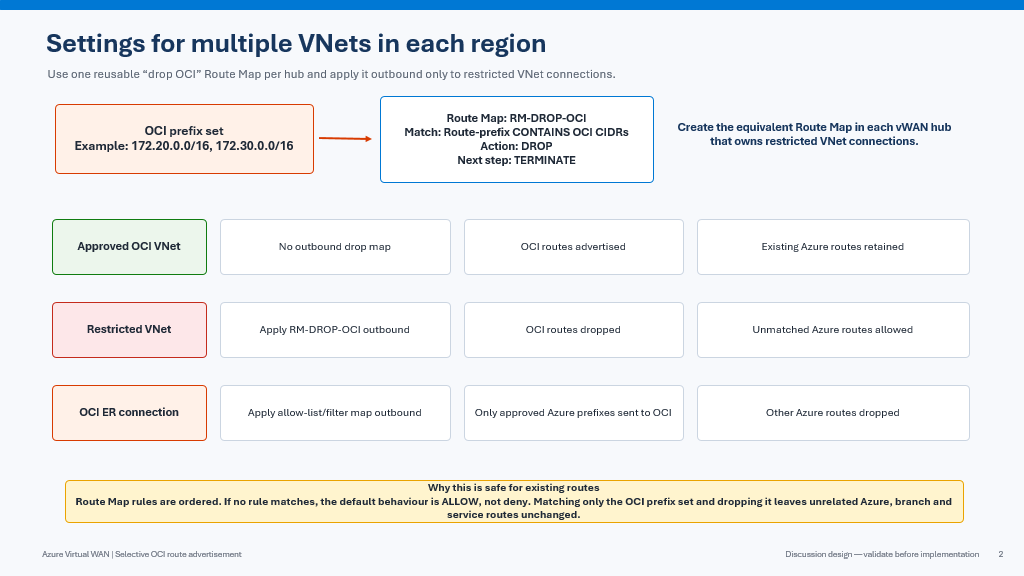 Settings for multiple VNets in each region
Use one reusable “drop OCI” Route Map per hub and apply it outbound only to restricted VNet connections.
OCI prefix set
Example: 172.20.0.0/16, 172.30.0.0/16
Route Map: RM-DROP-OCI
Match: Route-prefix CONTAINS OCI CIDRs
Action: DROP
Next step: TERMINATE
Create the equivalent Route Map in each vWAN hub
that owns restricted VNet connections.
Approved OCI VNet
No outbound drop map
OCI routes advertised
Existing Azure routes retained
Restricted VNet
Apply RM-DROP-OCI outbound
OCI routes dropped
Unmatched Azure routes allowed
OCI ER connection
Apply allow-list/filter map outbound
Only approved Azure prefixes sent to OCI
Other Azure routes dropped
Why this is safe for existing routes
Route Map rules are ordered. If no rule matches, the default behaviour is ALLOW, not deny. Matching only the OCI prefix set and dropping it leaves unrelated Azure, branch and
service routes unchanged.
Azure Virtual WAN | Selective OCI route advertisement
Discussion design — validate before implementation
2